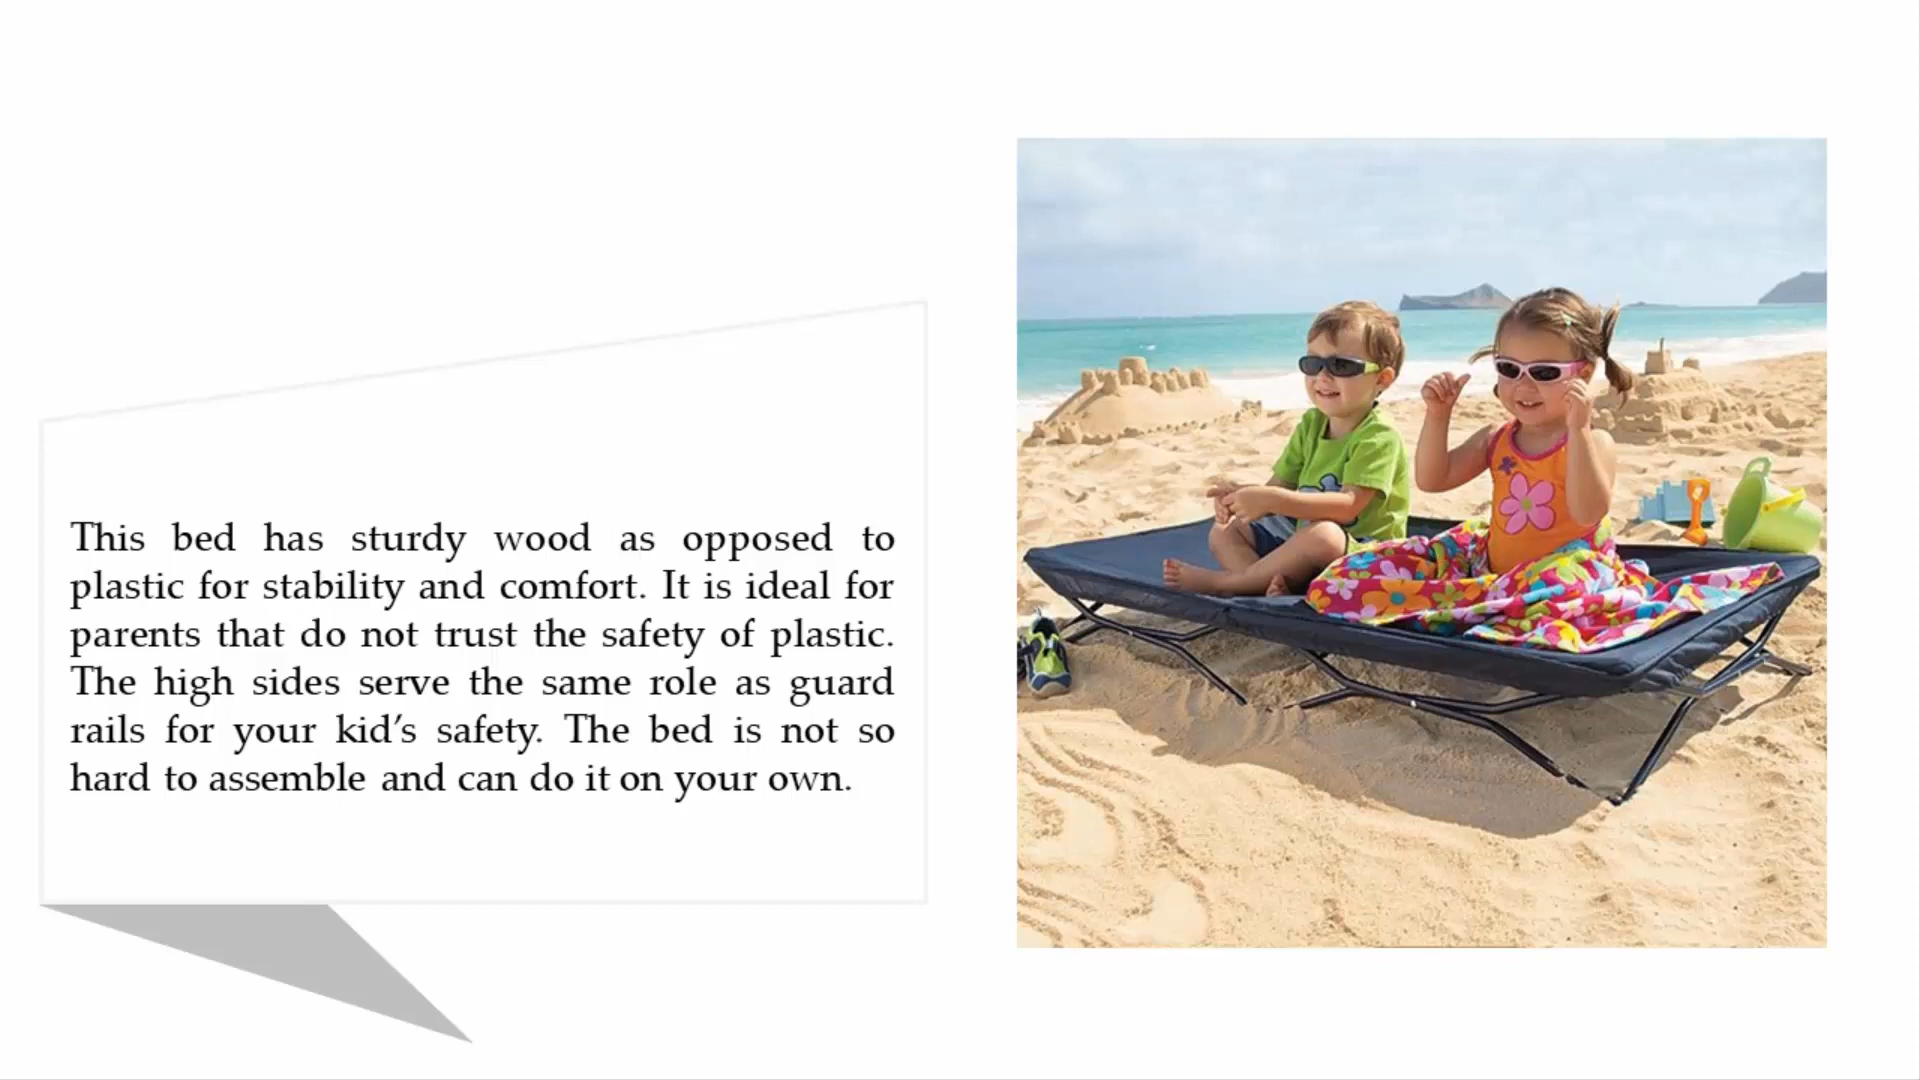 This bed has sturdy wood as opposed to
plastic for stability and comfort. It is ideal for
parents that do not trust the safety of plastic.
The high sides serve the same role as guard
rails for your kid’s safety. The bed is not so
hard to assemble and can do it on your own.